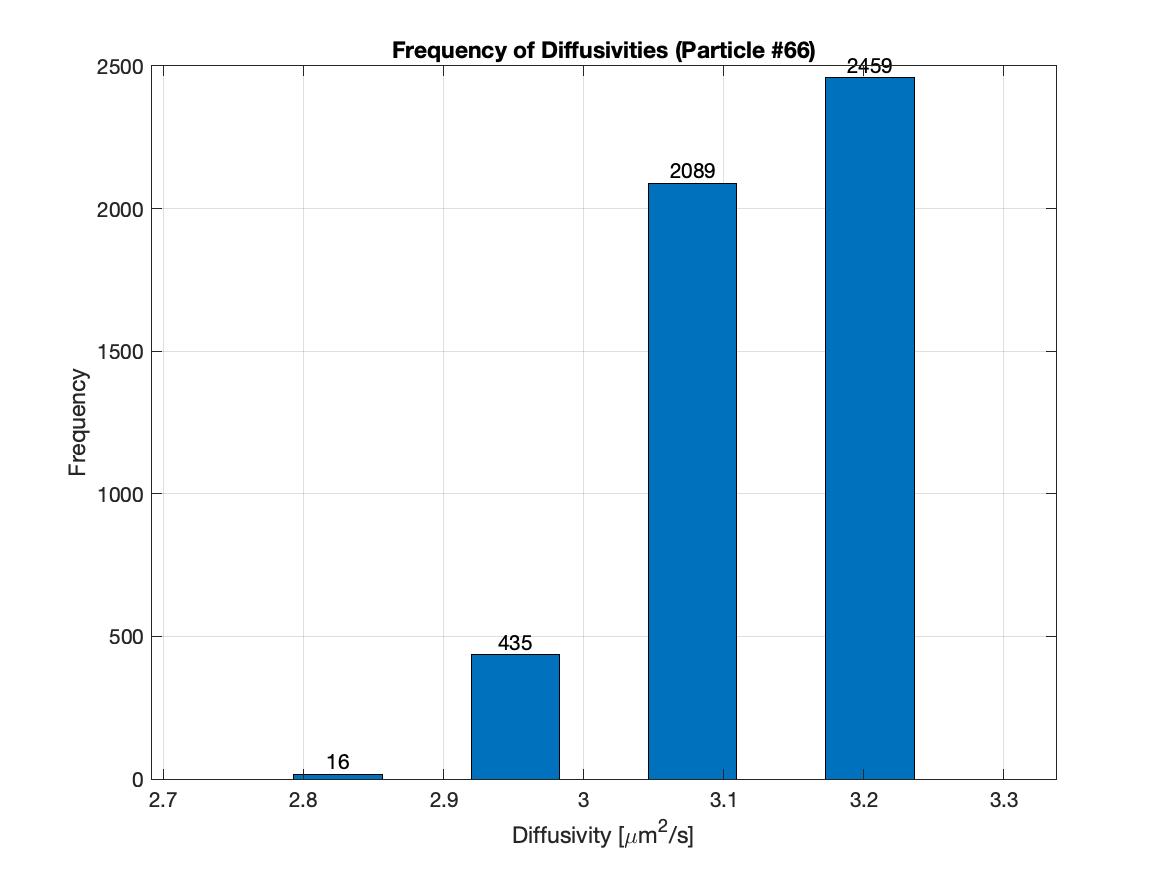 Frequency of Diffusivities (Particle #66)
2500
2459
2089
2000
1500
1000
Frequency
500
435
16
0
2.7 2.8 2.9 3 3.1 3.2 3.3
Diffusivity [μm²/s]